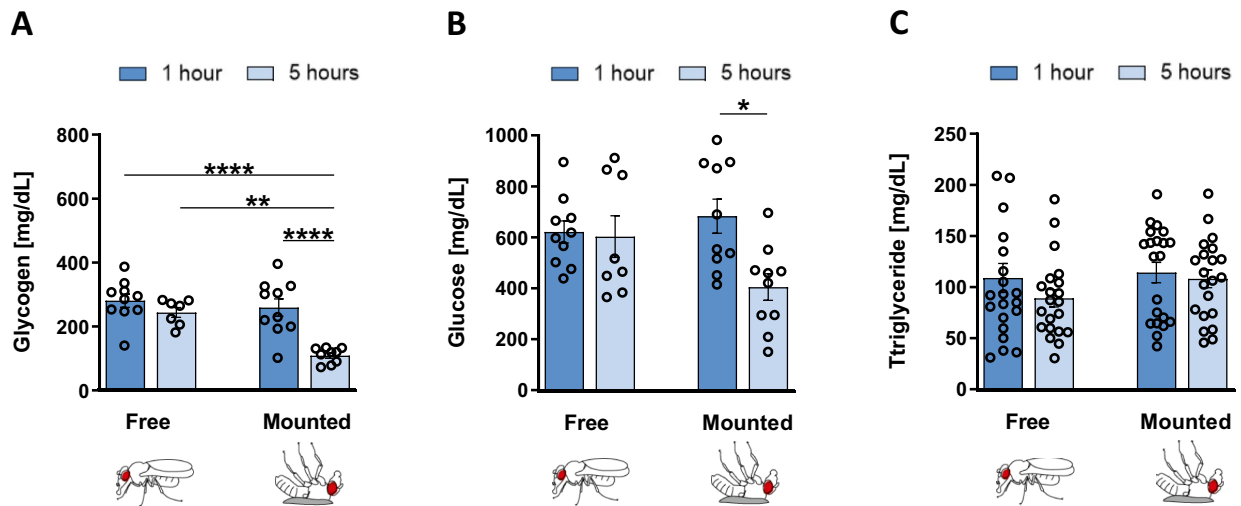 A
1 hour 5 hours
Glycogen [mg/dL]
800
600
400
200
0
****
**
****
Free Mounted
B
1 hour 5 hours
Glucose [mg/dL]
1000
800
600
400
200
0
*
Free Mounted
C
1 hour 5 hours
Ttriglyceride [mg/dL]
250
200
150
100
50
0
Free Mounted